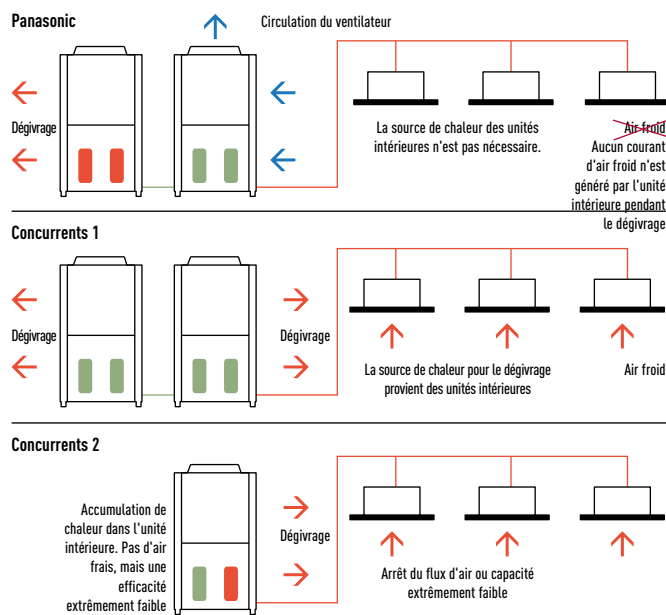 Panasonic
Circulation du ventilateur
Dégivrage
La source de chaleur des unités
intérieures n'est pas nécessaire.
Air froid
Aucun courant
d'air froid n'est
généré par l'unité
intérieure pendant
le dégivrage
Concurrents 1
Dégivrage
Dégivrage
La source de chaleur pour le dégivrage
provient des unités intérieures
Air froid
Concurrents 2
Accumulation de
chaleur dans l'unité
intérieure. Pas d'air
frais, mais une
efficacité
extrêmement faible
Dégivrage
Arrêt du flux d'air ou capacité
extrêmement faible